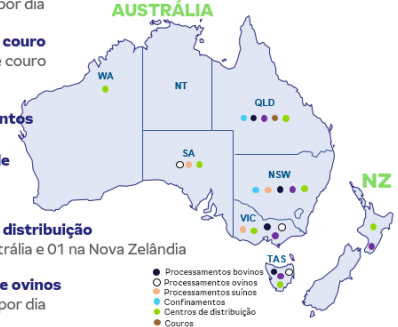 por dia
AUSTRÁLIA
couro
couro
WA
NT
QLD
ntos
SA
de
NSW
NZ
VIC
distribuição
trália e 01 na Nova Zelândia
TAS
Processamentos bovinos
Processamentos ovinos
e ovinos
Processamentos suínos
Confinamentos
por dia
Centros de distribuição
Couros